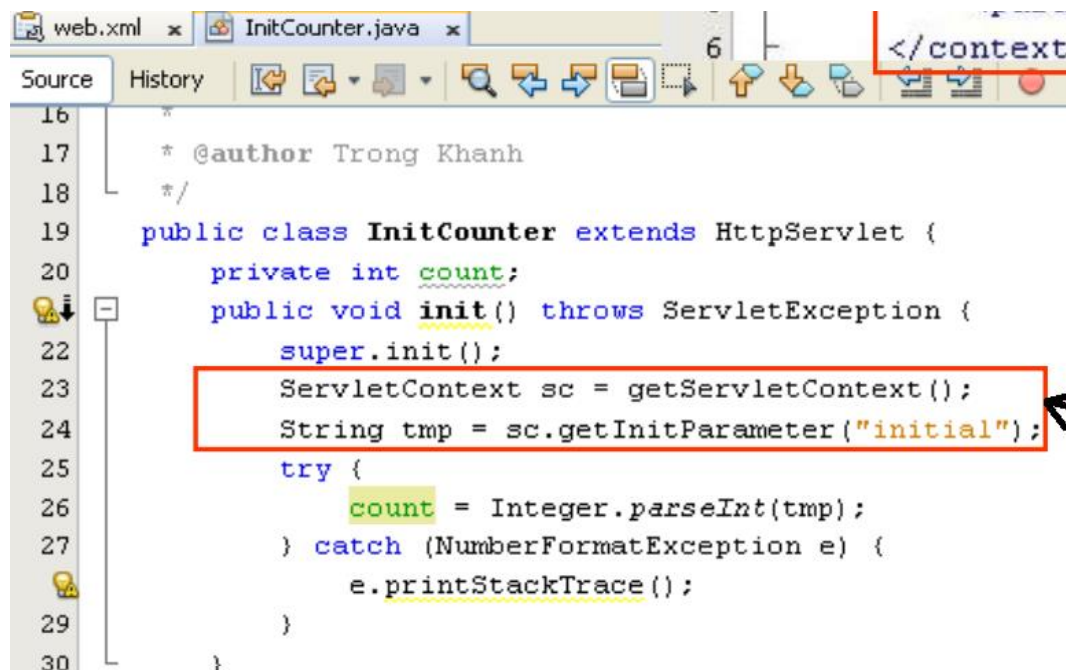 web.xml x InitCounter.java x
6 </context
Source History
16 *
17 * @author Trong Khanh
18 */
19 public class InitCounter extends HttpServlet {
20 private int count;
public void init() throws ServletException {
22 super.init();
23 ServletContext sc = getServletContext();
24 String tmp = sc.getInitParameter("initial");
25 try {
26 count = Integer.parseInt(tmp);
27 } catch (NumberFormatException e) {
e.printStackTrace();
29 }
30 }